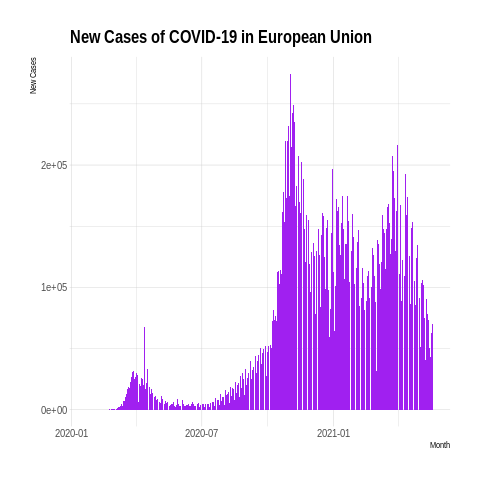 New Cases of COVID-19 in European Union
New Cases
2e+05
1e+05
0e+00
2020-01 2020-07 2021-01
Month